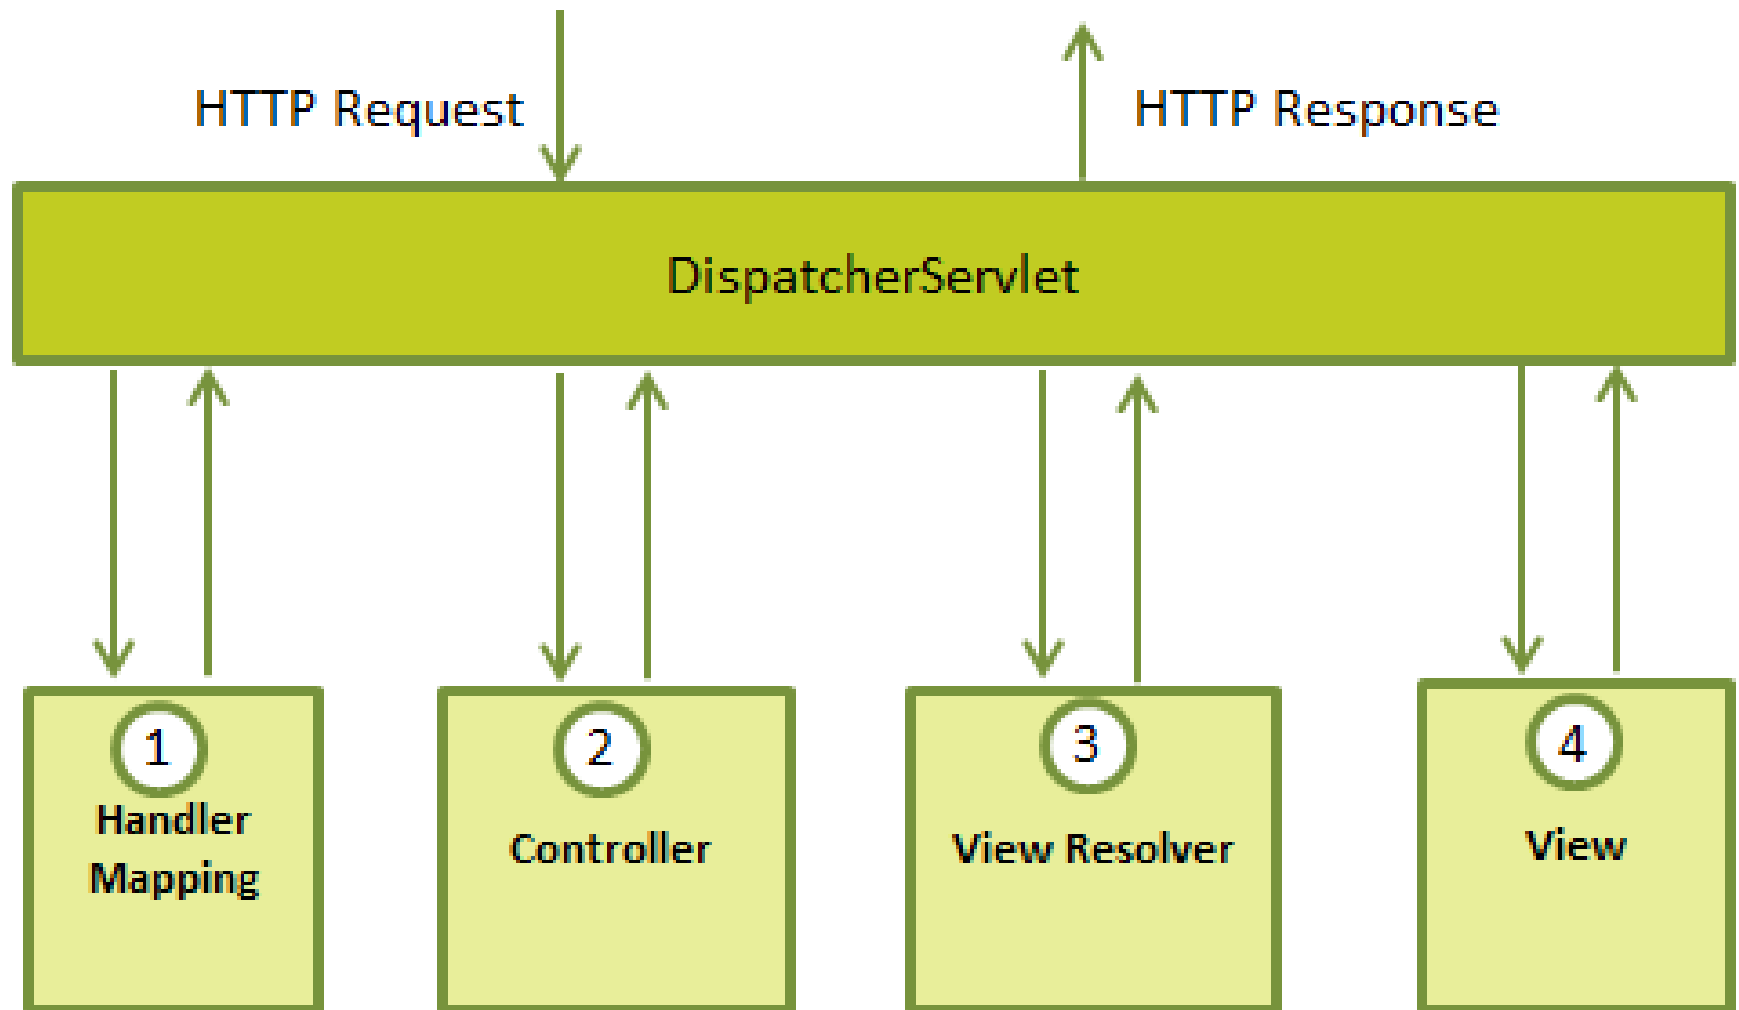 HTTP Request
HTTP Response
DispatcherServlet
1
Handler
Mapping
2
Controller
3
View Resolver
4
View